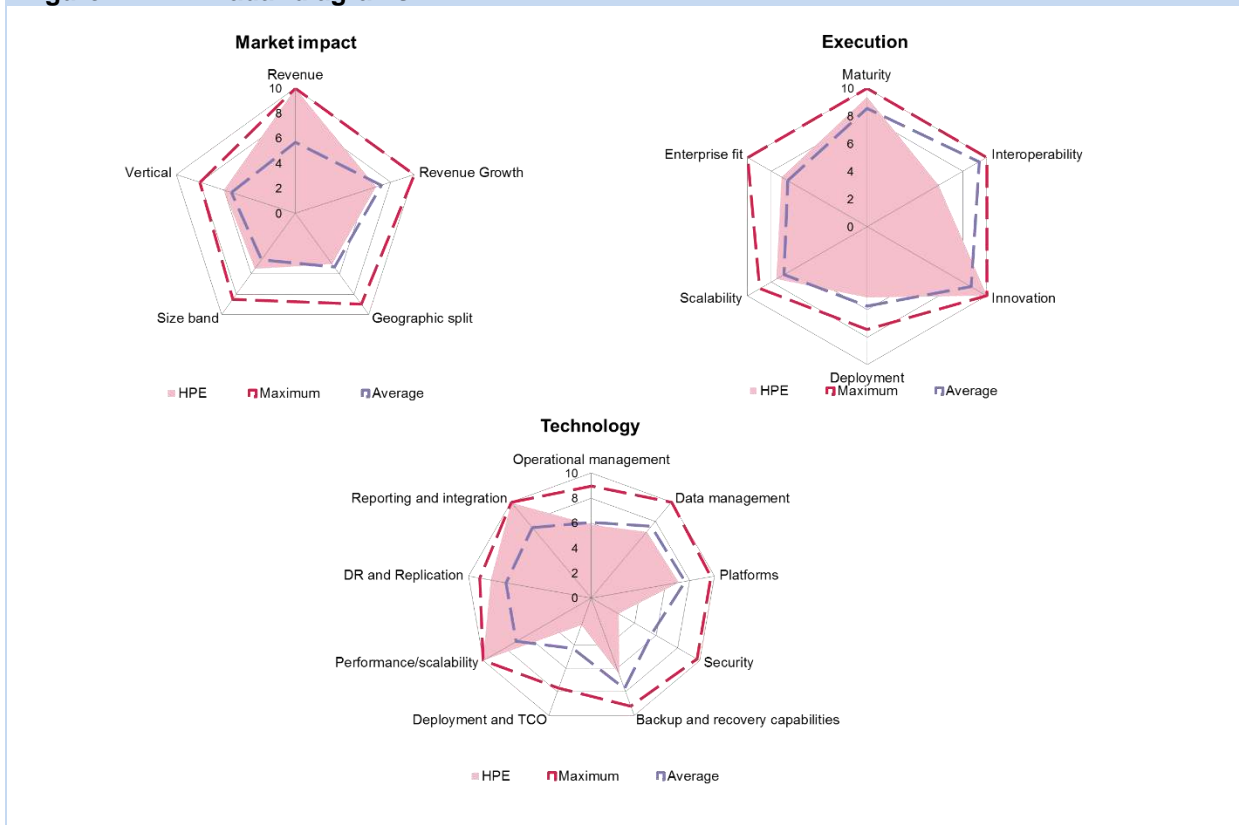 Market impact
Revenue
10
8
6
4
2
0
Vertical
Revenue Growth
Size band
Geographic split
HPE Maximum Average
Execution
Maturity
10
8
6
4
2
0
Enterprise fit
Interoperability
Scalability
Innovation
Deployment
HPE Maximum Average
Technology
Operational management
10
8
6
4
2
0
Reporting and integration
Data management
DR and Replication
Platforms
Performance/scalability
Security
Deployment and TCO
Backup and recovery capabilities
HPE Maximum Average